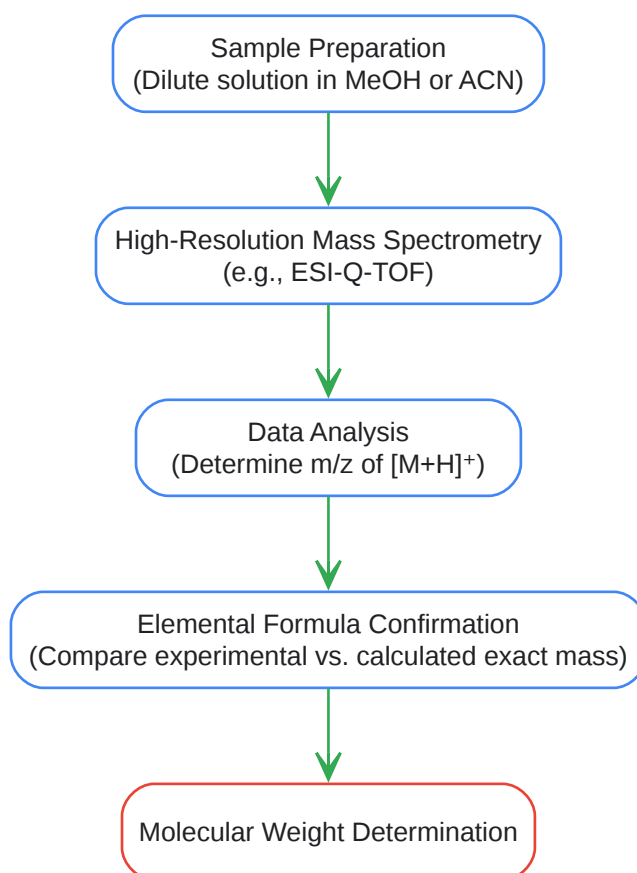 Sample Preparation
(Dilute solution in MeOH or ACN)
High-Resolution Mass Spectrometry
(e.g., ESI-Q-TOF)
Data Analysis
(Determine m/z of [M+H]⁺)
Elemental Formula Confirmation
(Compare experimental vs. calculated exact mass)
Molecular Weight Determination